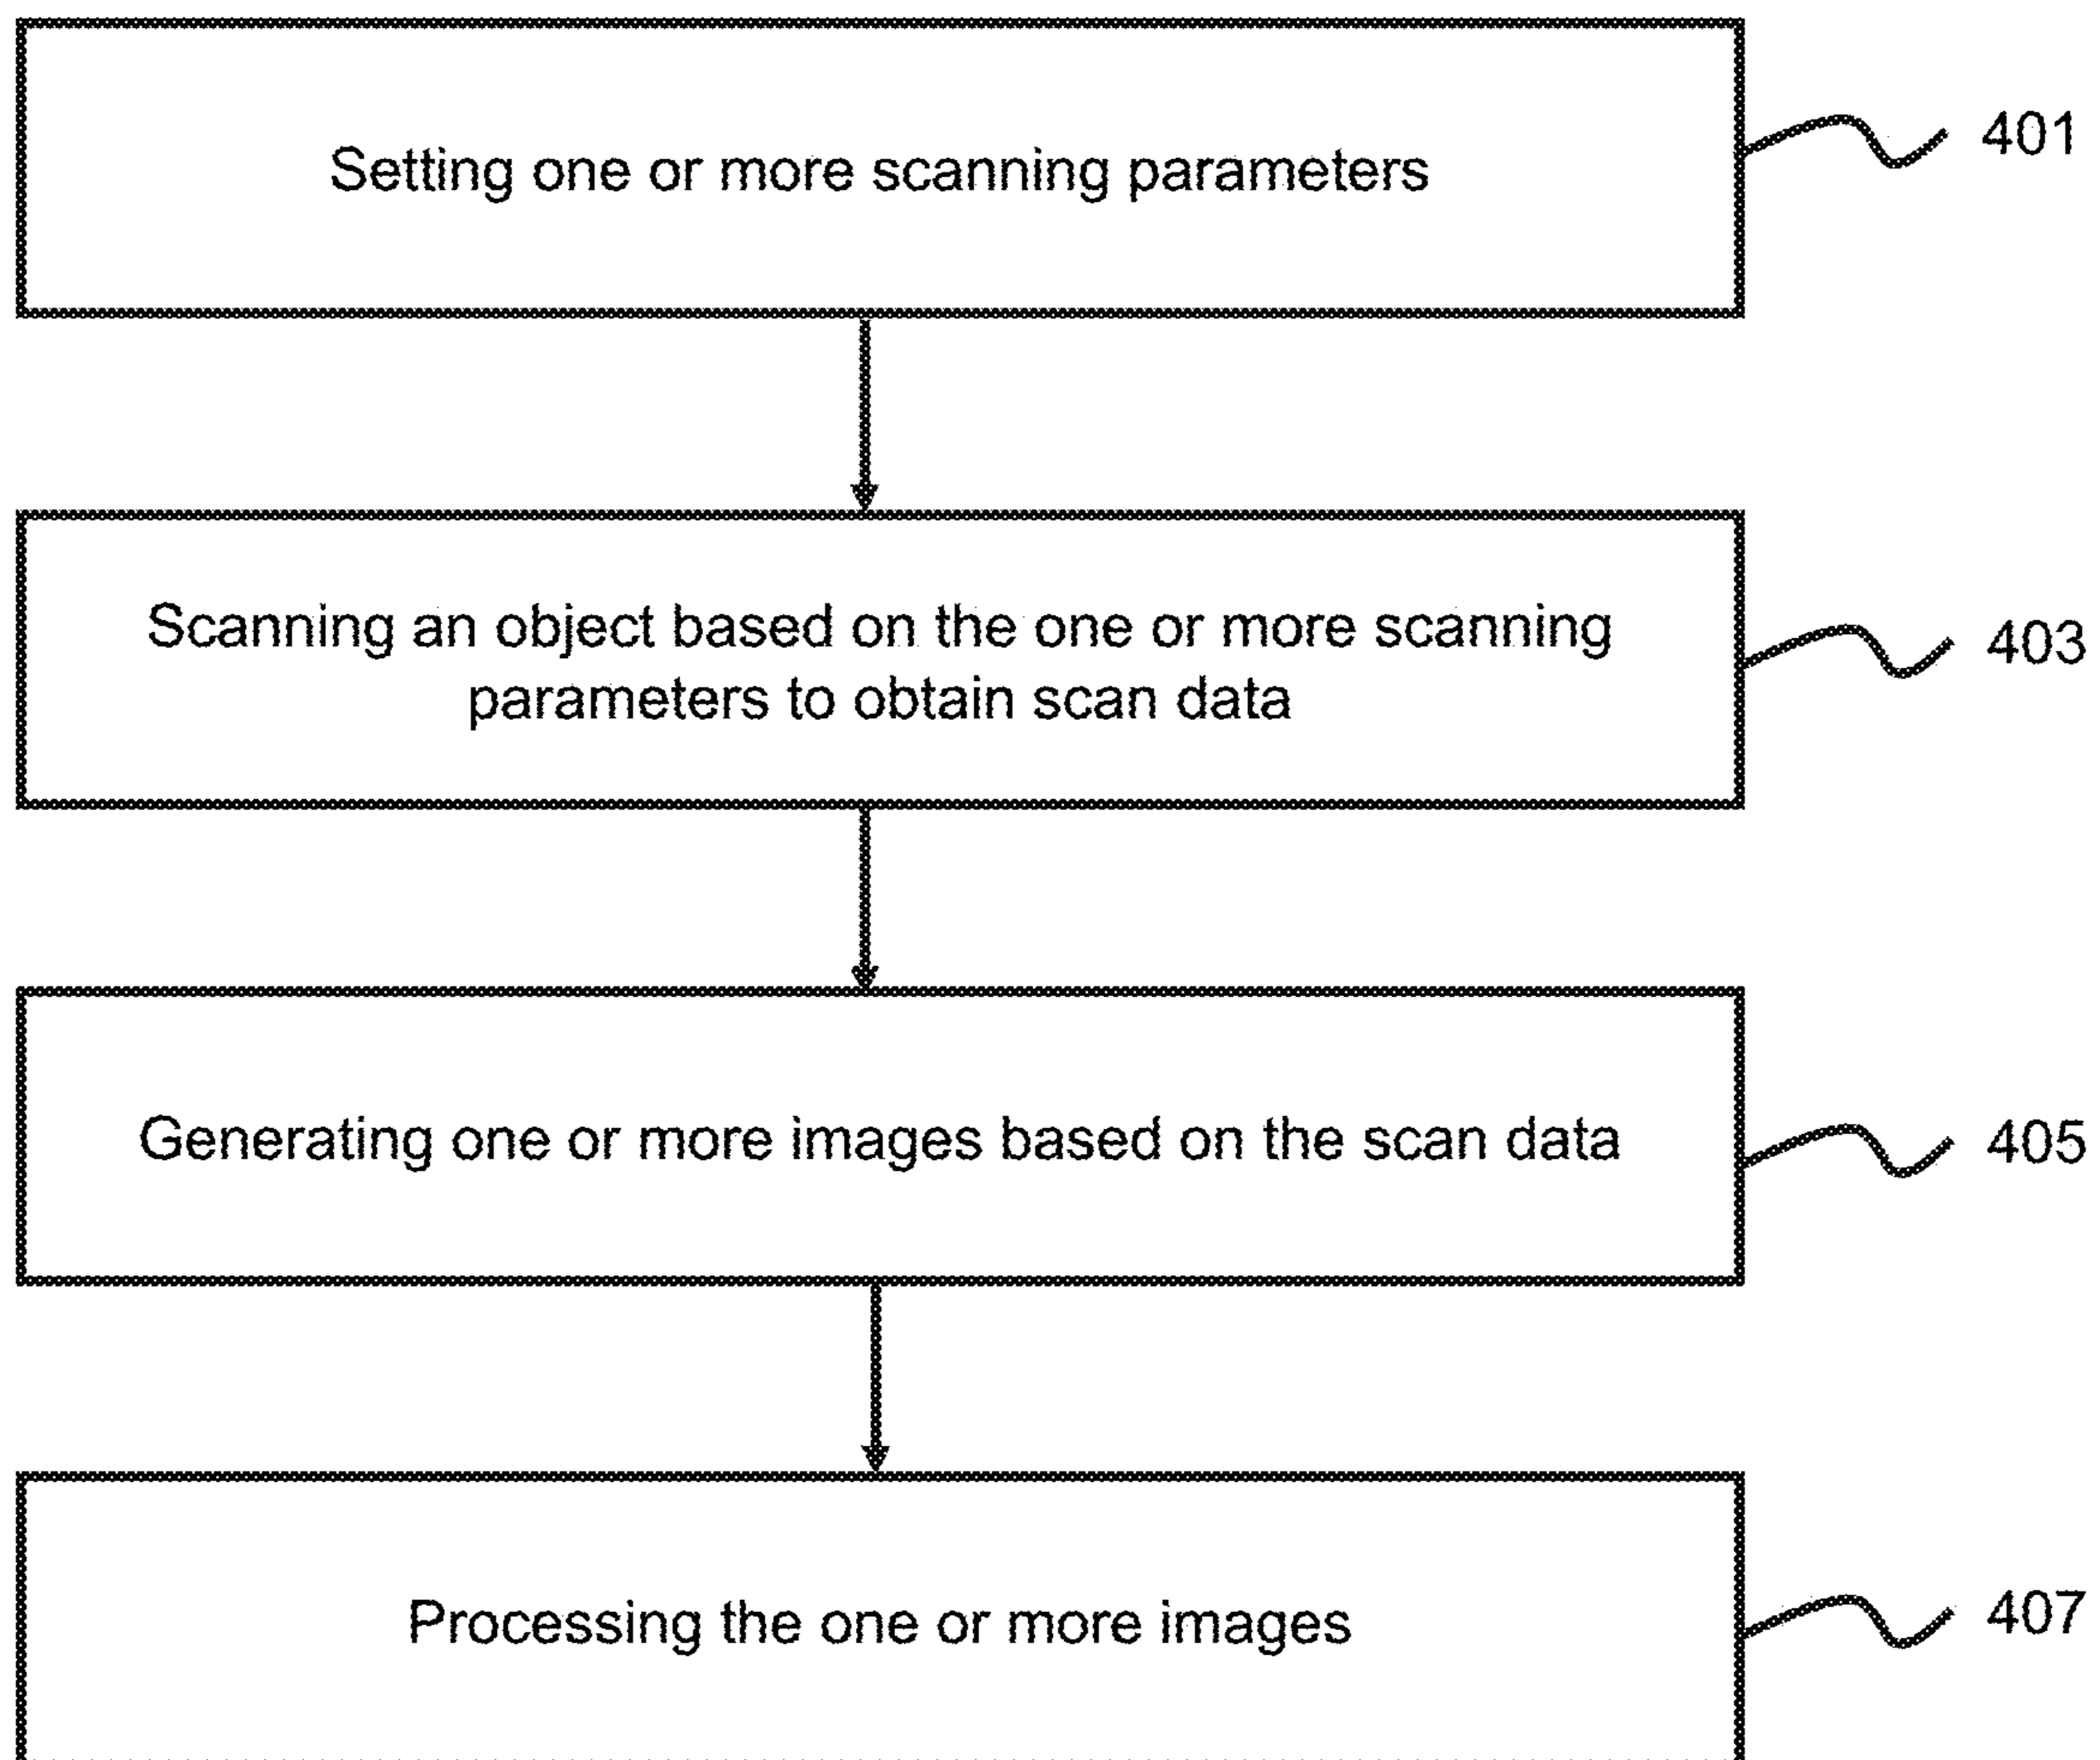 Setting one or more scanning parameters
401
Scanning an object based on the one or more scanning
parameters to obtain scan data
403
Generating one or more images based on the scan data
405
Processing the one or more images
407